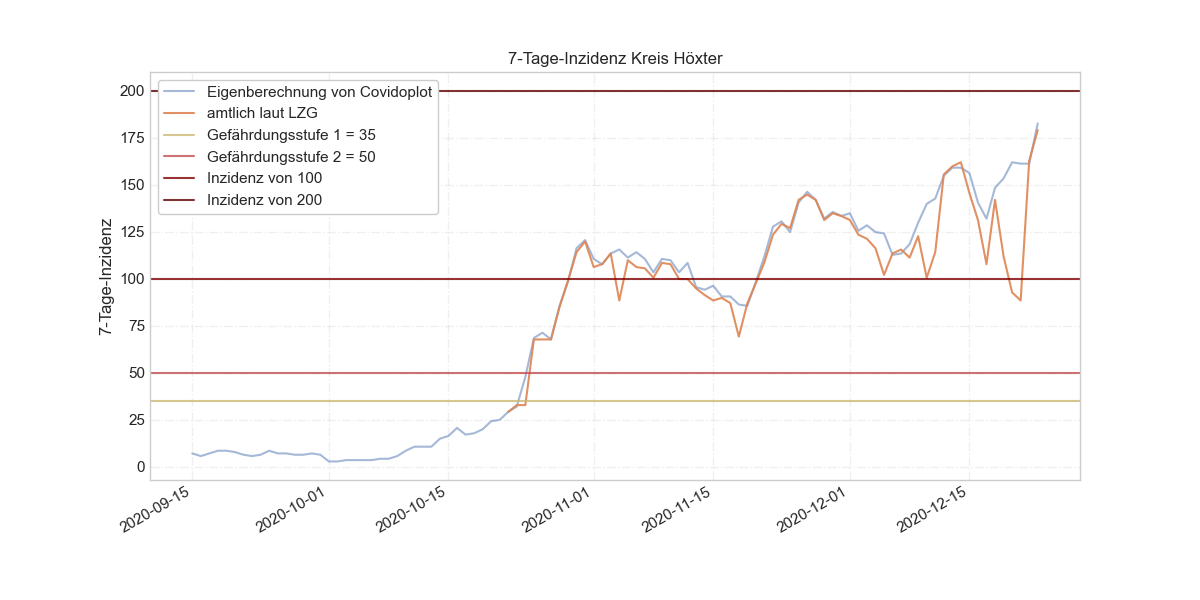 7-Tage-Inzidenz Kreis Höxter
Eigenberechnung von Covidoplot
amtlich laut LZG
Gefährdungsstufe 1 = 35
Gefährdungsstufe 2 = 50
Inzidenz von 100
Inzidenz von 200
7-Tage-Inzidenz
200
175
150
125
100
75
50
25
0
2020-09-15
2020-10-01
2020-10-15
2020-11-01
2020-11-15
2020-12-01
2020-12-15